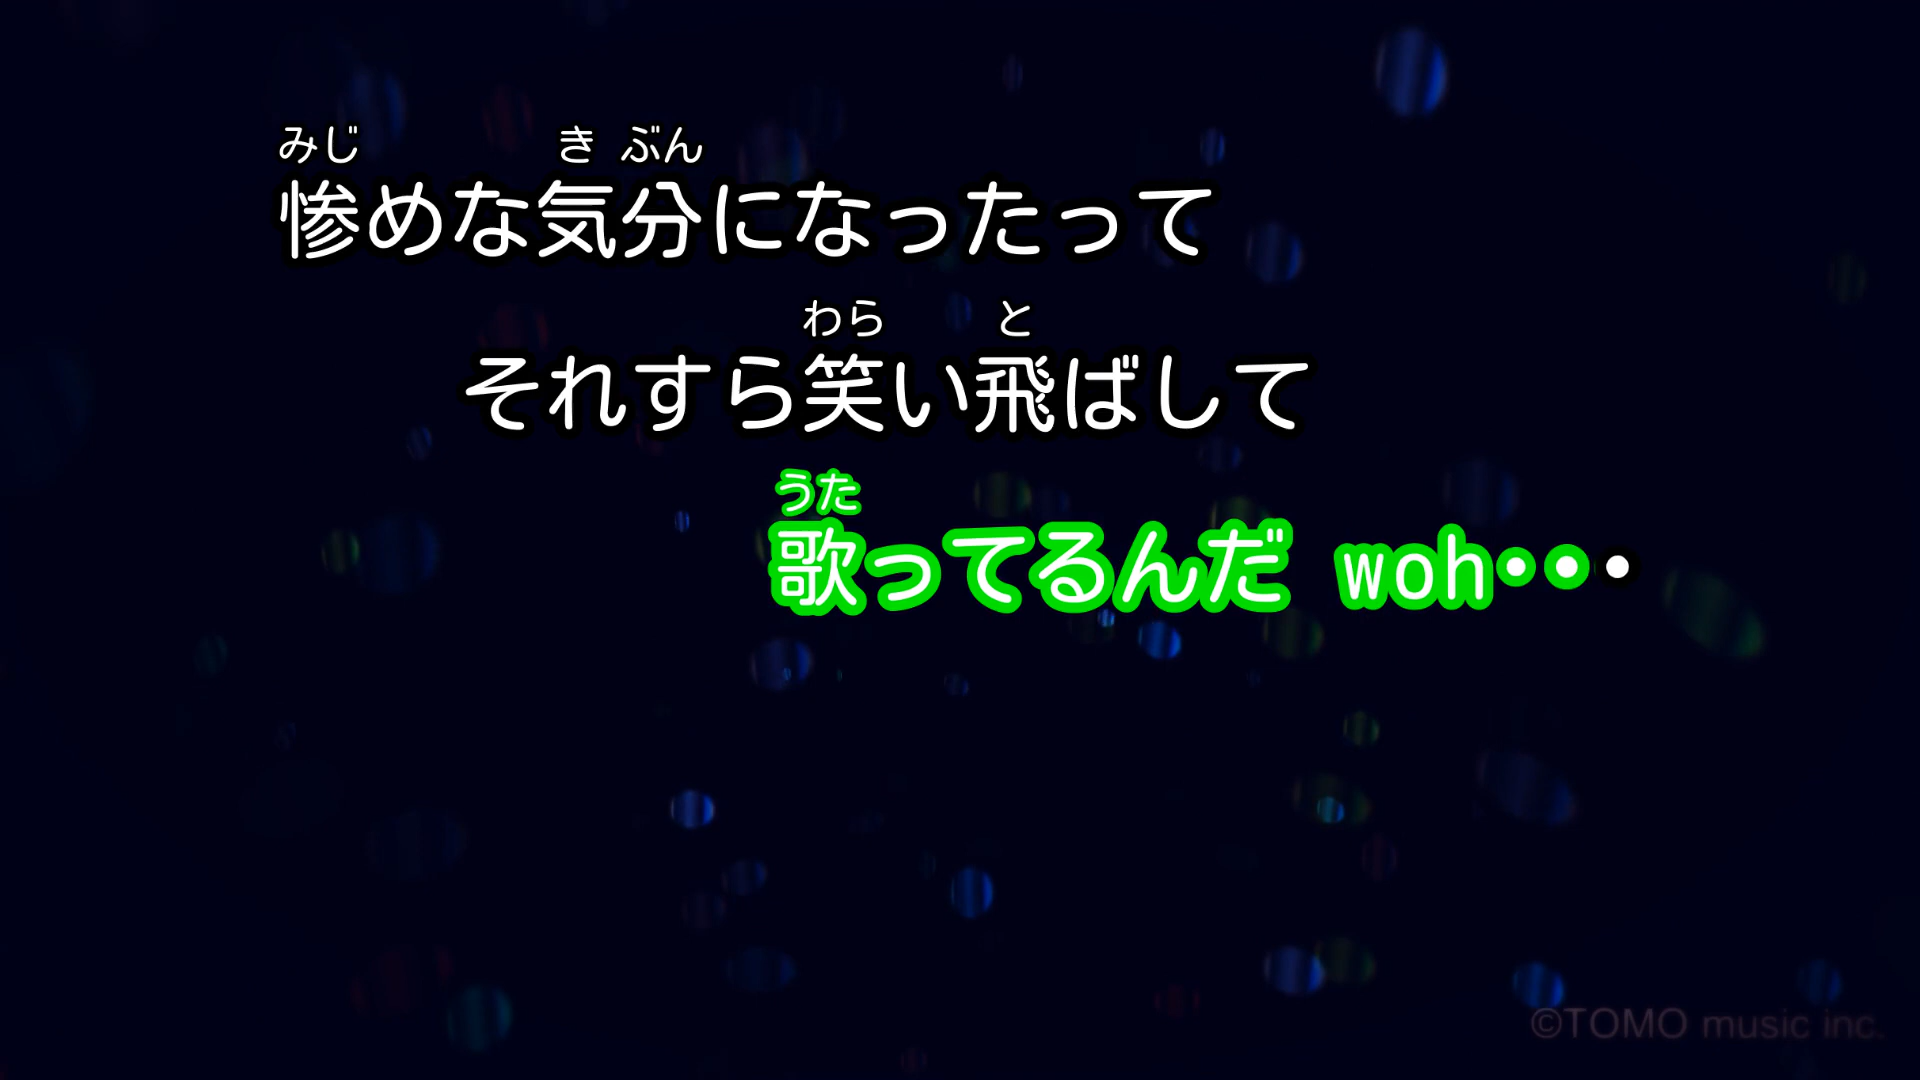 みじ き ぶん
惨めな気分になったって
わら と
それすら笑い飛ばして
うた
歌ってるんだ woh・・・
©TOMO music inc.